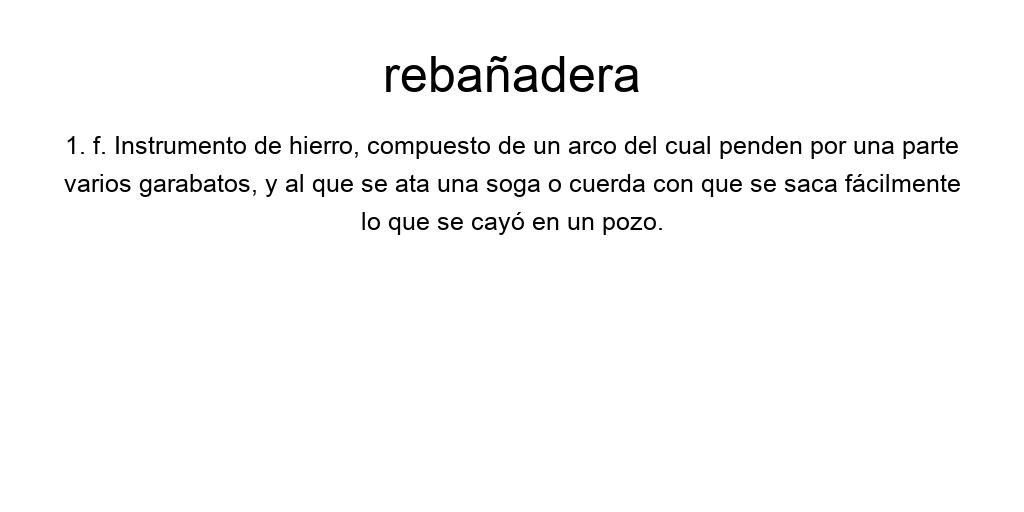 rebañadera
1. f. Instrumento de hierro, compuesto de un arco del cual penden por una parte
varios garabatos, y al que se ata una soga o cuerda con que se saca fácilmente
lo que se cayó en un pozo.